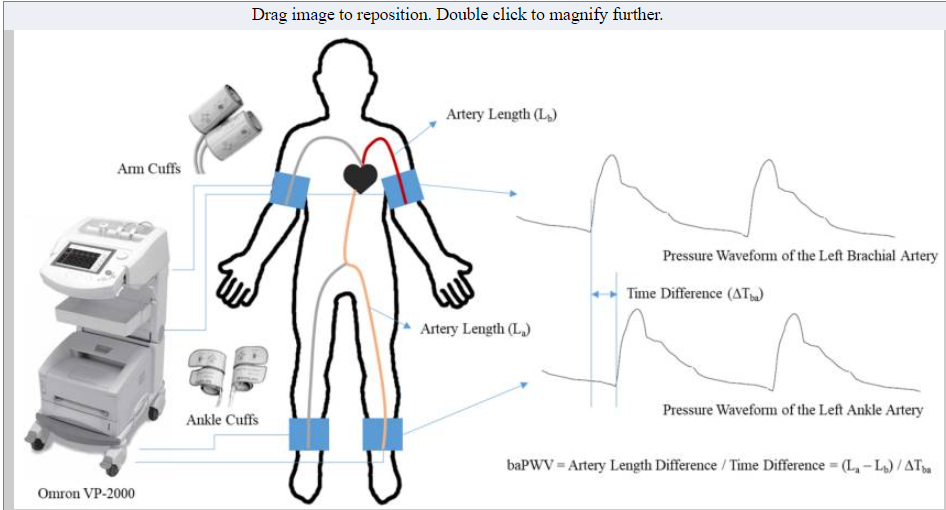 Drag image to reposition. Double click to magnify further.
Artery Length (Lb)
Arm Cuffs
Pressure Waveform of the Left Brachial Artery
Time Difference (ΔTba)
Artery Length (La)
Ankle Cuffs
Pressure Waveform of the Left Ankle Artery
baPWV = Artery Length Difference / Time Difference = (La – Lb) / ΔTba
Omron VP-2000